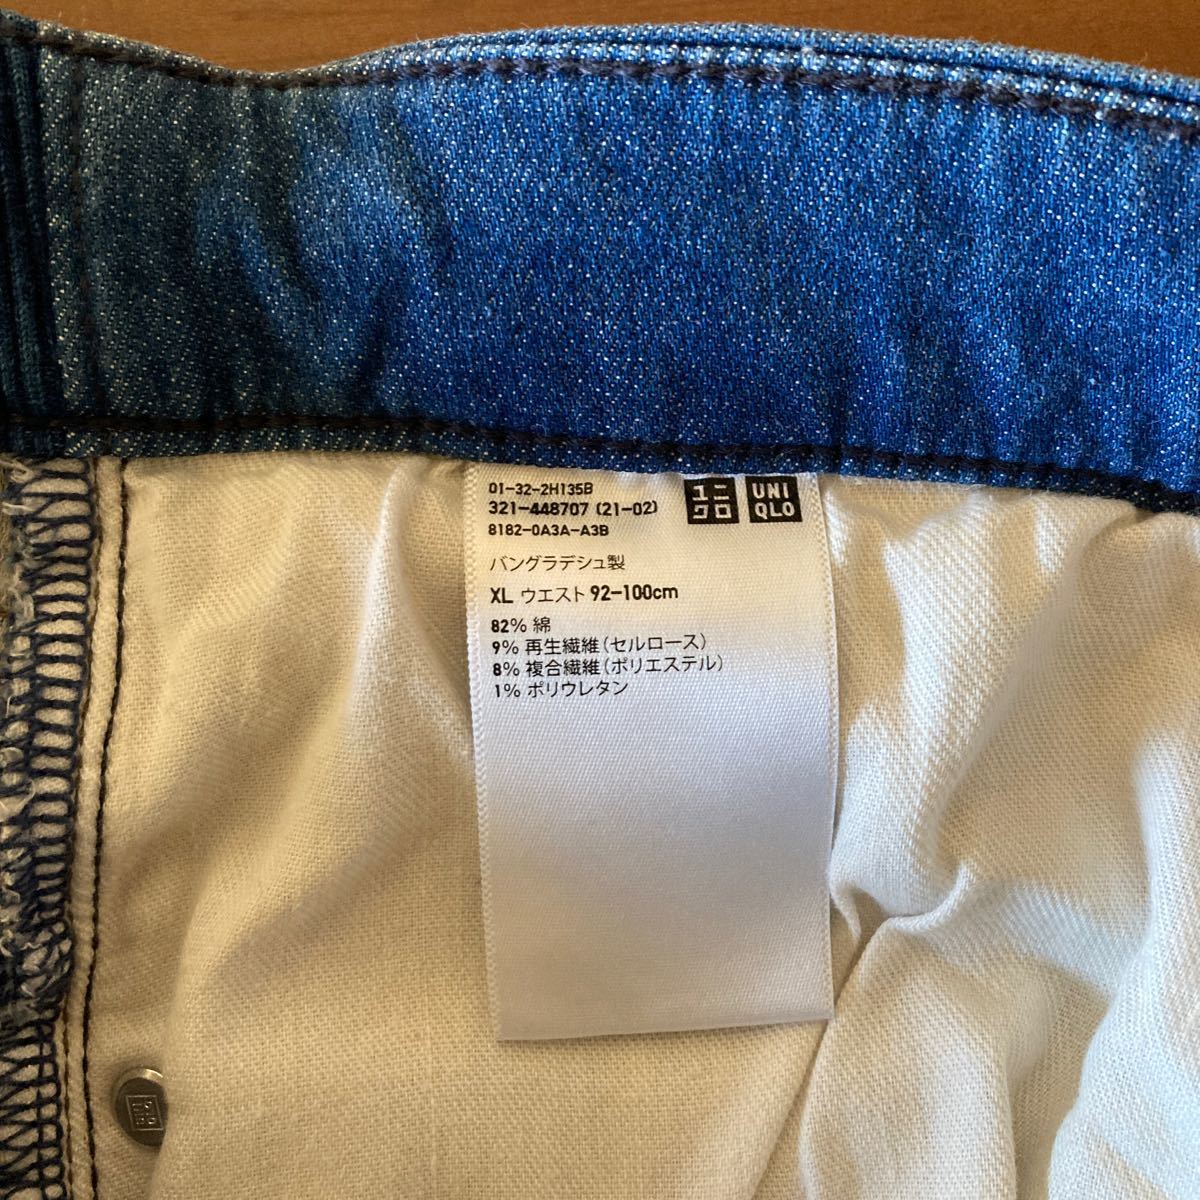 01-32-2H135B
321-448707 (21-02)
8182-0A3A-A3B
ユニ
クロ
UNI
QLO
バングラデシュ製
XL ウエスト 92-100cm
82% 綿
9% 再生繊維(セルロース)
8% 複合繊維(ポリエステル)
1% ポリウレタン